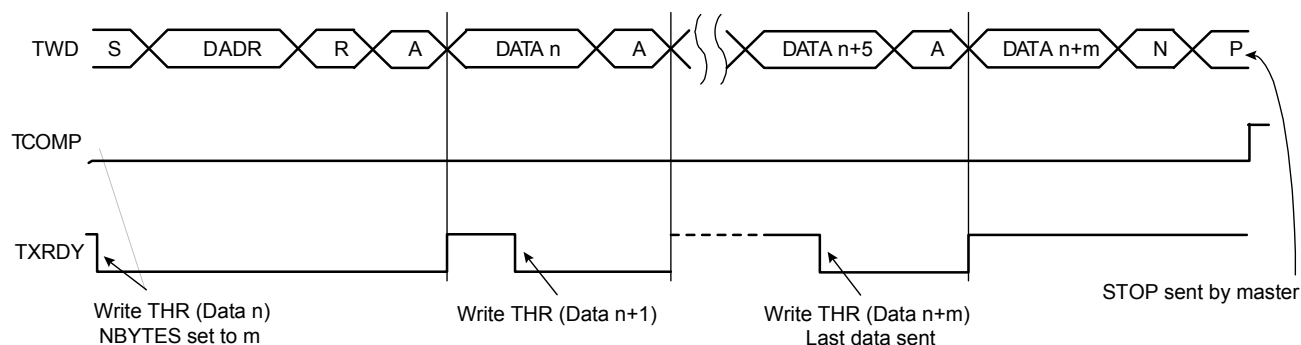 TWD S DADR R A DATA n A DATA n+5 A DATA n+m N P
TCOMP
TXRDY
Write THR (Data n)
NBYTES set to m
Write THR (Data n+1)
Write THR (Data n+m)
Last data sent
STOP sent by master